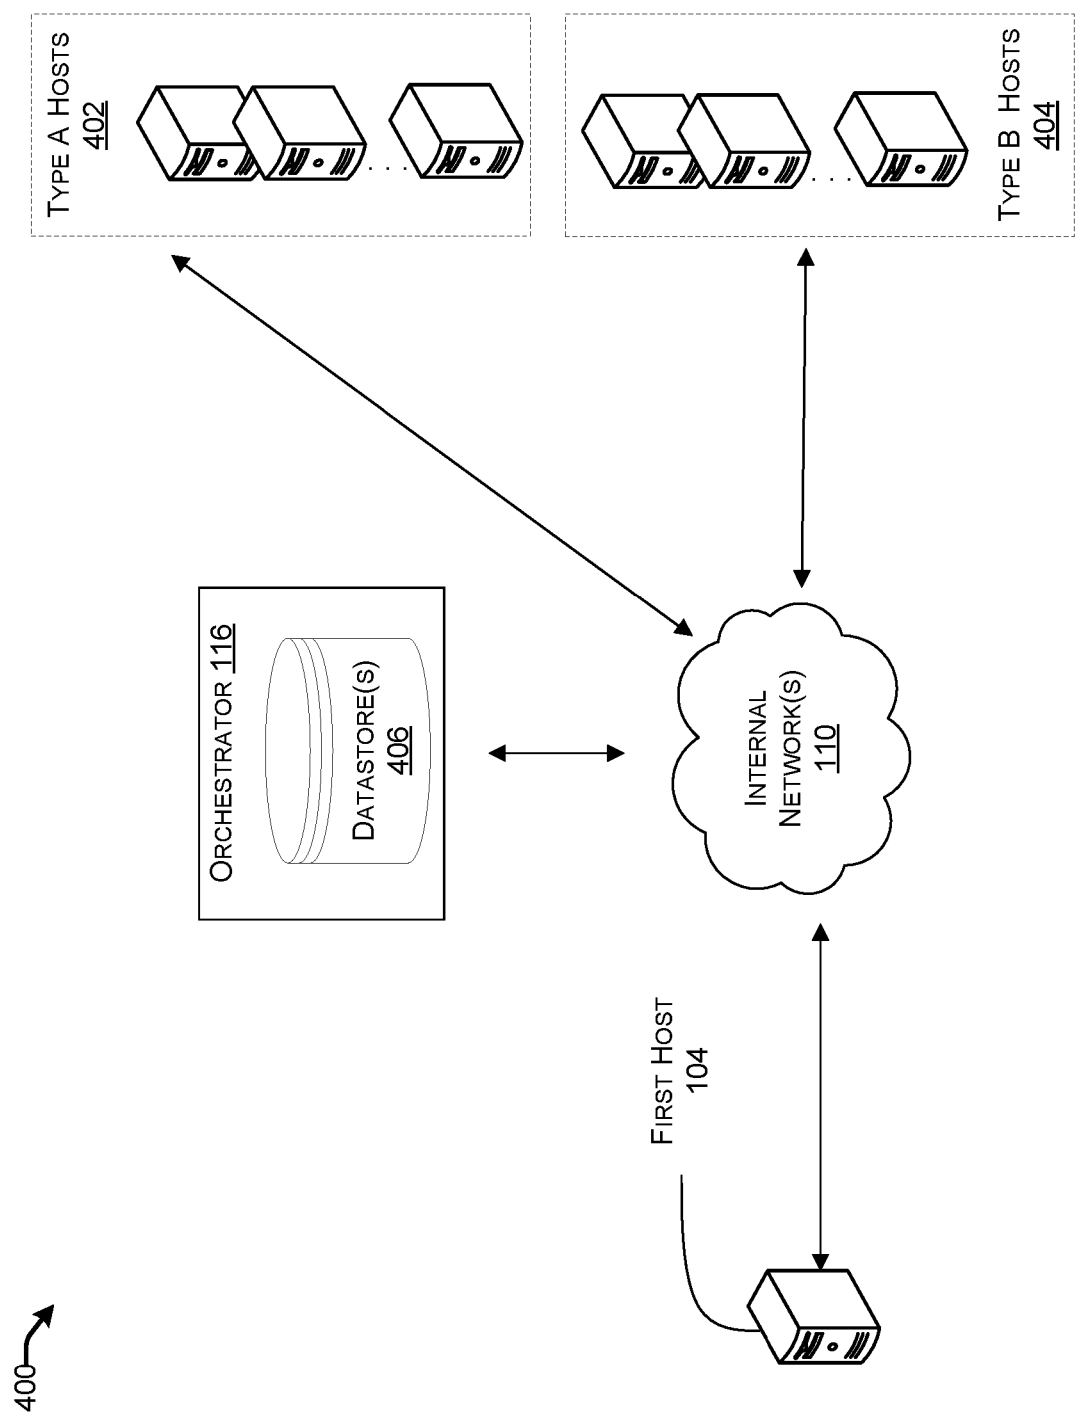 400
FIRST HOST
104
ORCHESTRATOR 116
DATASTORE(S)
406
INTERNAL
NETWORK(S)
110
TYPE A HOSTS
402
. . .
TYPE B HOSTS
404
. . .